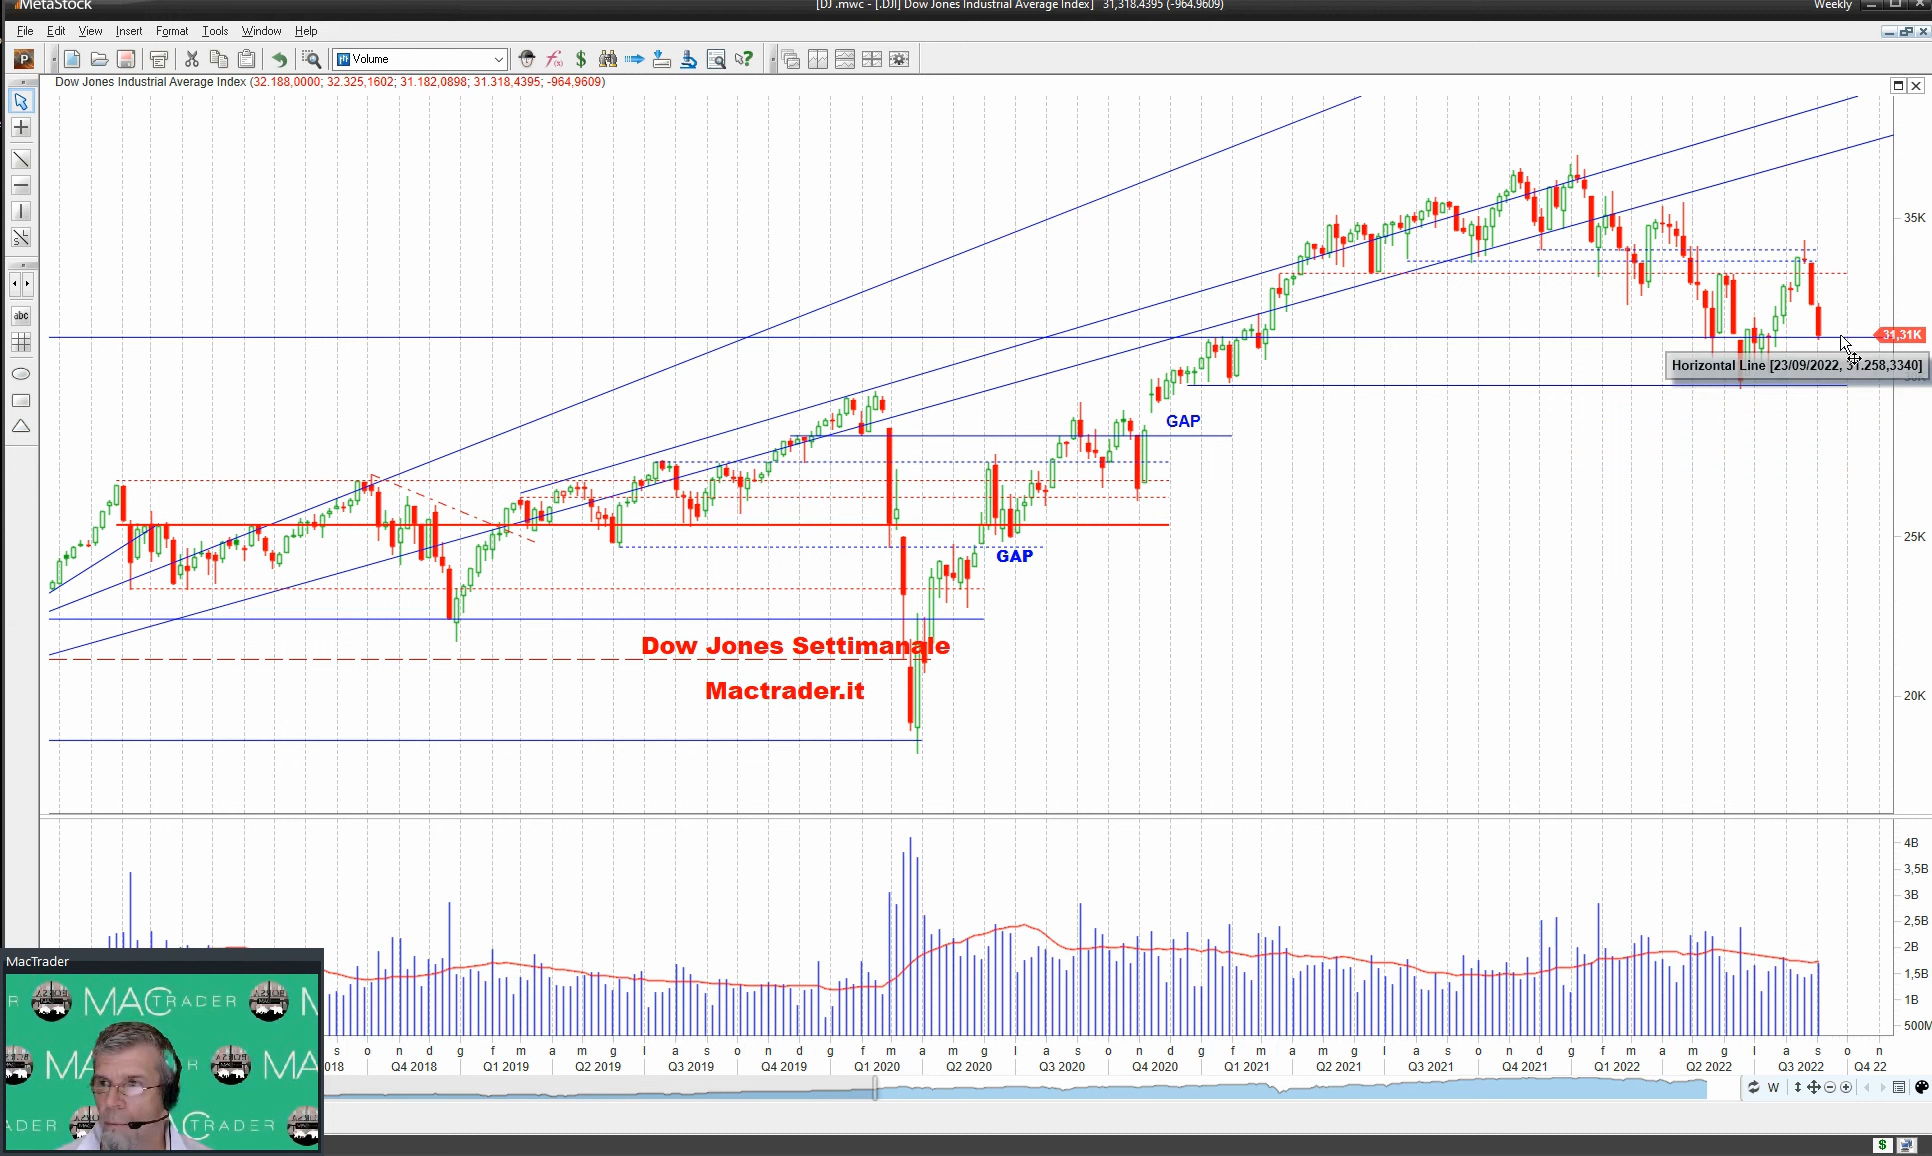 MetaStock
[DJ .mwc - [.DJI] Dow Jones Industrial Average Index] 31,318.4395 (-964.9609)
Weekly
File Edit View Insert Format Tools Window Help
P
Volume
Dow Jones Industrial Average Index (32.188,0000; 32.325,1602; 31.182,0898; 31.318,4395; -964,9609)
abc
35K
31,31K
Horizontal Line [23/09/2022, 31.258,3340]
GAP
25K
GAP
Dow Jones Settimanale
Mactrader.it
20K
4B
3,5B
3B
2,5B
2B
1,5B
1B
500M
MacTrader
MACTRADER
s o n d g f m a m g l a s o n d g f m a m g l a s o n d g f m a m g l a s o n d g f m a m g l a s o n
018 Q4 2018 Q1 2019 Q2 2019 Q3 2019 Q4 2019 Q1 2020 Q2 2020 Q3 2020 Q4 2020 Q1 2021 Q2 2021 Q3 2021 Q4 2021 Q1 2022 Q2 2022 Q3 2022 Q4 22
W